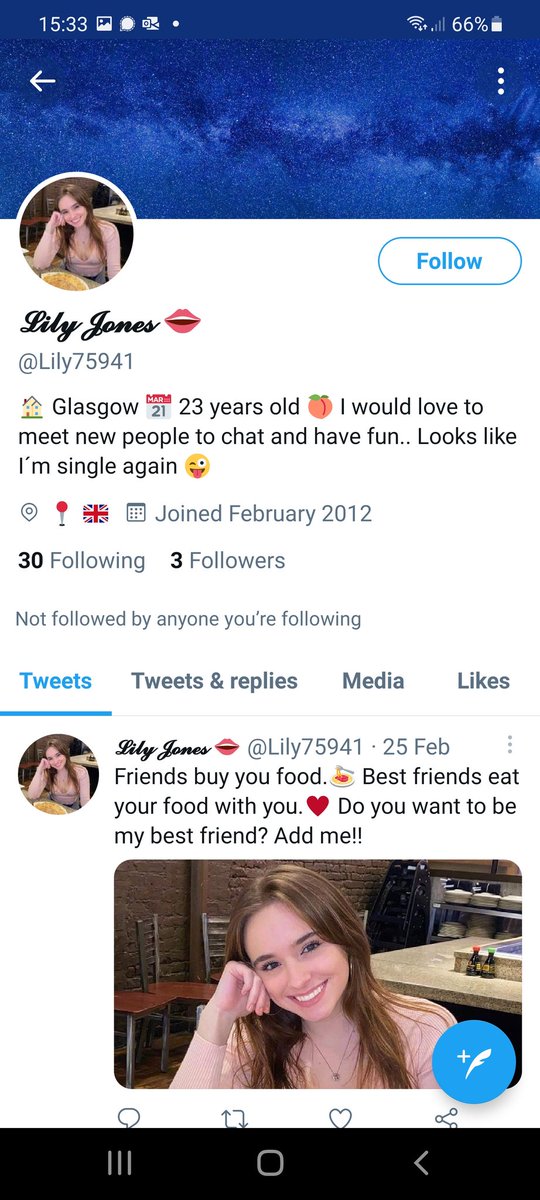 15:33 66%
Follow
𝓛𝓲𝓵𝔂 𝓙𝓸𝓷𝓮𝓼 👄
@Lily75941
🏡 Glasgow 📆 23 years old 🍑 I would love to
meet new people to chat and have fun.. Looks like
I´m single again 😜
📍 🇬🇧 Joined February 2012
30 Following 3 Followers
Not followed by anyone you’re following
Tweets Tweets & replies Media Likes
𝓛𝓲𝓵𝔂 𝓙𝓸𝓷𝓮𝓼 👄 @Lily75941 · 25 Feb
Friends buy you food.🍝 Best friends eat
your food with you.♥ Do you want to be
my best friend? Add me!!